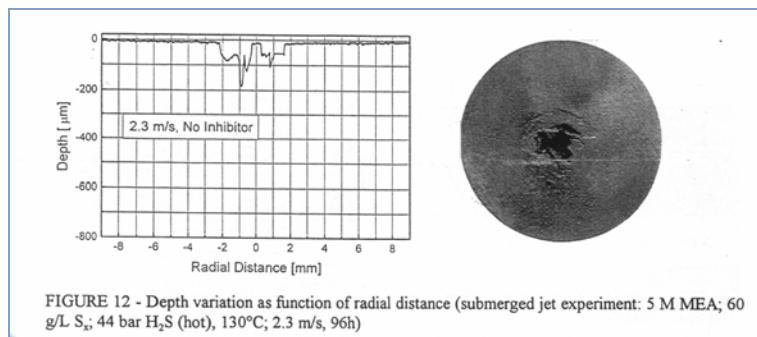 0
-200
-400
-600
-800
Depth [ μm]
2.3 m/s, No Inhibitor
-8 -6 -4 -2 0 2 4 6 8
Radial Distance [mm]
FIGURE 12 - Depth variation as function of radial distance (submerged jet experiment: 5 M MEA; 60
g/L Sₓ; 44 bar H₂S (hot), 130°C; 2.3 m/s, 96h)